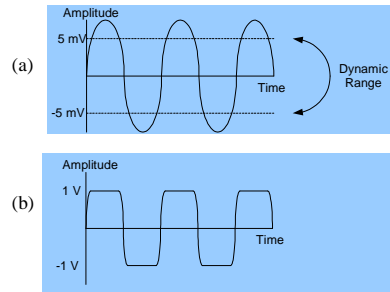 Amplitude
5 mV
(a)
Dynamic
Range
Time
-5 mV
Amplitude
1 V
(b)
Time
-1 V